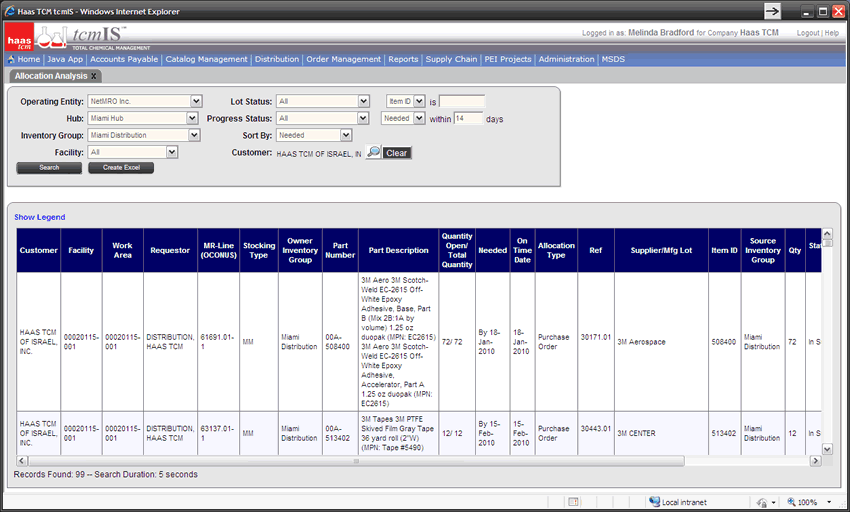 Haas TCM tcmIS - Windows Internet Explorer
haas
tcm
tcmIS™
TOTAL CHEMICAL MANAGEMENT
Logged in as: Melinda Bradford for Company Haas TCM
Logout | Help
Home | Java App | Accounts Payable | Catalog Management | Distribution | Order Management | Reports | Supply Chain | PEI Projects | Administration | MSDS
Allocation Analysis x
Operating Entity: NetMRO Inc. Lot Status: All Item ID is
Hub: Miami Hub Progress Status: All Needed within 14 days
Inventory Group: Miami Distribution Sort By: Needed
Facility: All Customer: HAAS TCM OF ISRAEL, IN Clear
Search Create Excel
Show Legend
Customer
Facility
Work
Area
Requestor
MR-Line
(OCONUS)
Stocking
Type
Owner
Inventory
Group
Part
Number
Part Description
Quantity
Open/
Total
Quantity
Needed
On
Time
Date
Allocation
Type
Ref
Supplier/Mfg Lot
Item ID
Source
Inventory
Group
Qty
Stat
HAAS TCM
OF ISRAEL,
INC.
00020115-
001
00020115-
001
DISTRIBUTION,
HAAS TCM
61691.01-
1
MM
Miami
Distribution
00A-
508400
3M Aero 3M Scotch-
Weld EC-2615 Off-
White Epoxy
Adhesive, Base, Part
B (Mix 2B:1A by
volume) 1.25 oz
duopak (MPN: EC2615)
3M Aero 3M Scotch-
Weld EC-2615 Off-
White Epoxy
Adhesive,
Accelerator, Part A
1.25 oz duopak (MPN:
EC2615)
72/ 72
By 18-
Jan-
2010
18-
Jan-
2010
Purchase
Order
30171.01
3M Aerospace
508400
Miami
Distribution
72
In S
HAAS TCM
OF ISRAEL,
INC.
00020115-
001
00020115-
001
DISTRIBUTION,
HAAS TCM
63137.01-
1
MM
Miami
Distribution
00A-
513402
3M Tapes 3M PTFE
Skived Film Gray Tape
36 yard roll (2"W)
(MPN: Tape #5490)
12/ 12
By 15-
Feb-
2010
15-
Feb-
2010
Purchase
Order
30443.01
3M CENTER
513402
Miami
Distribution
12
In S
Records Found: 99 -- Search Duration: 5 seconds
Local intranet
100%